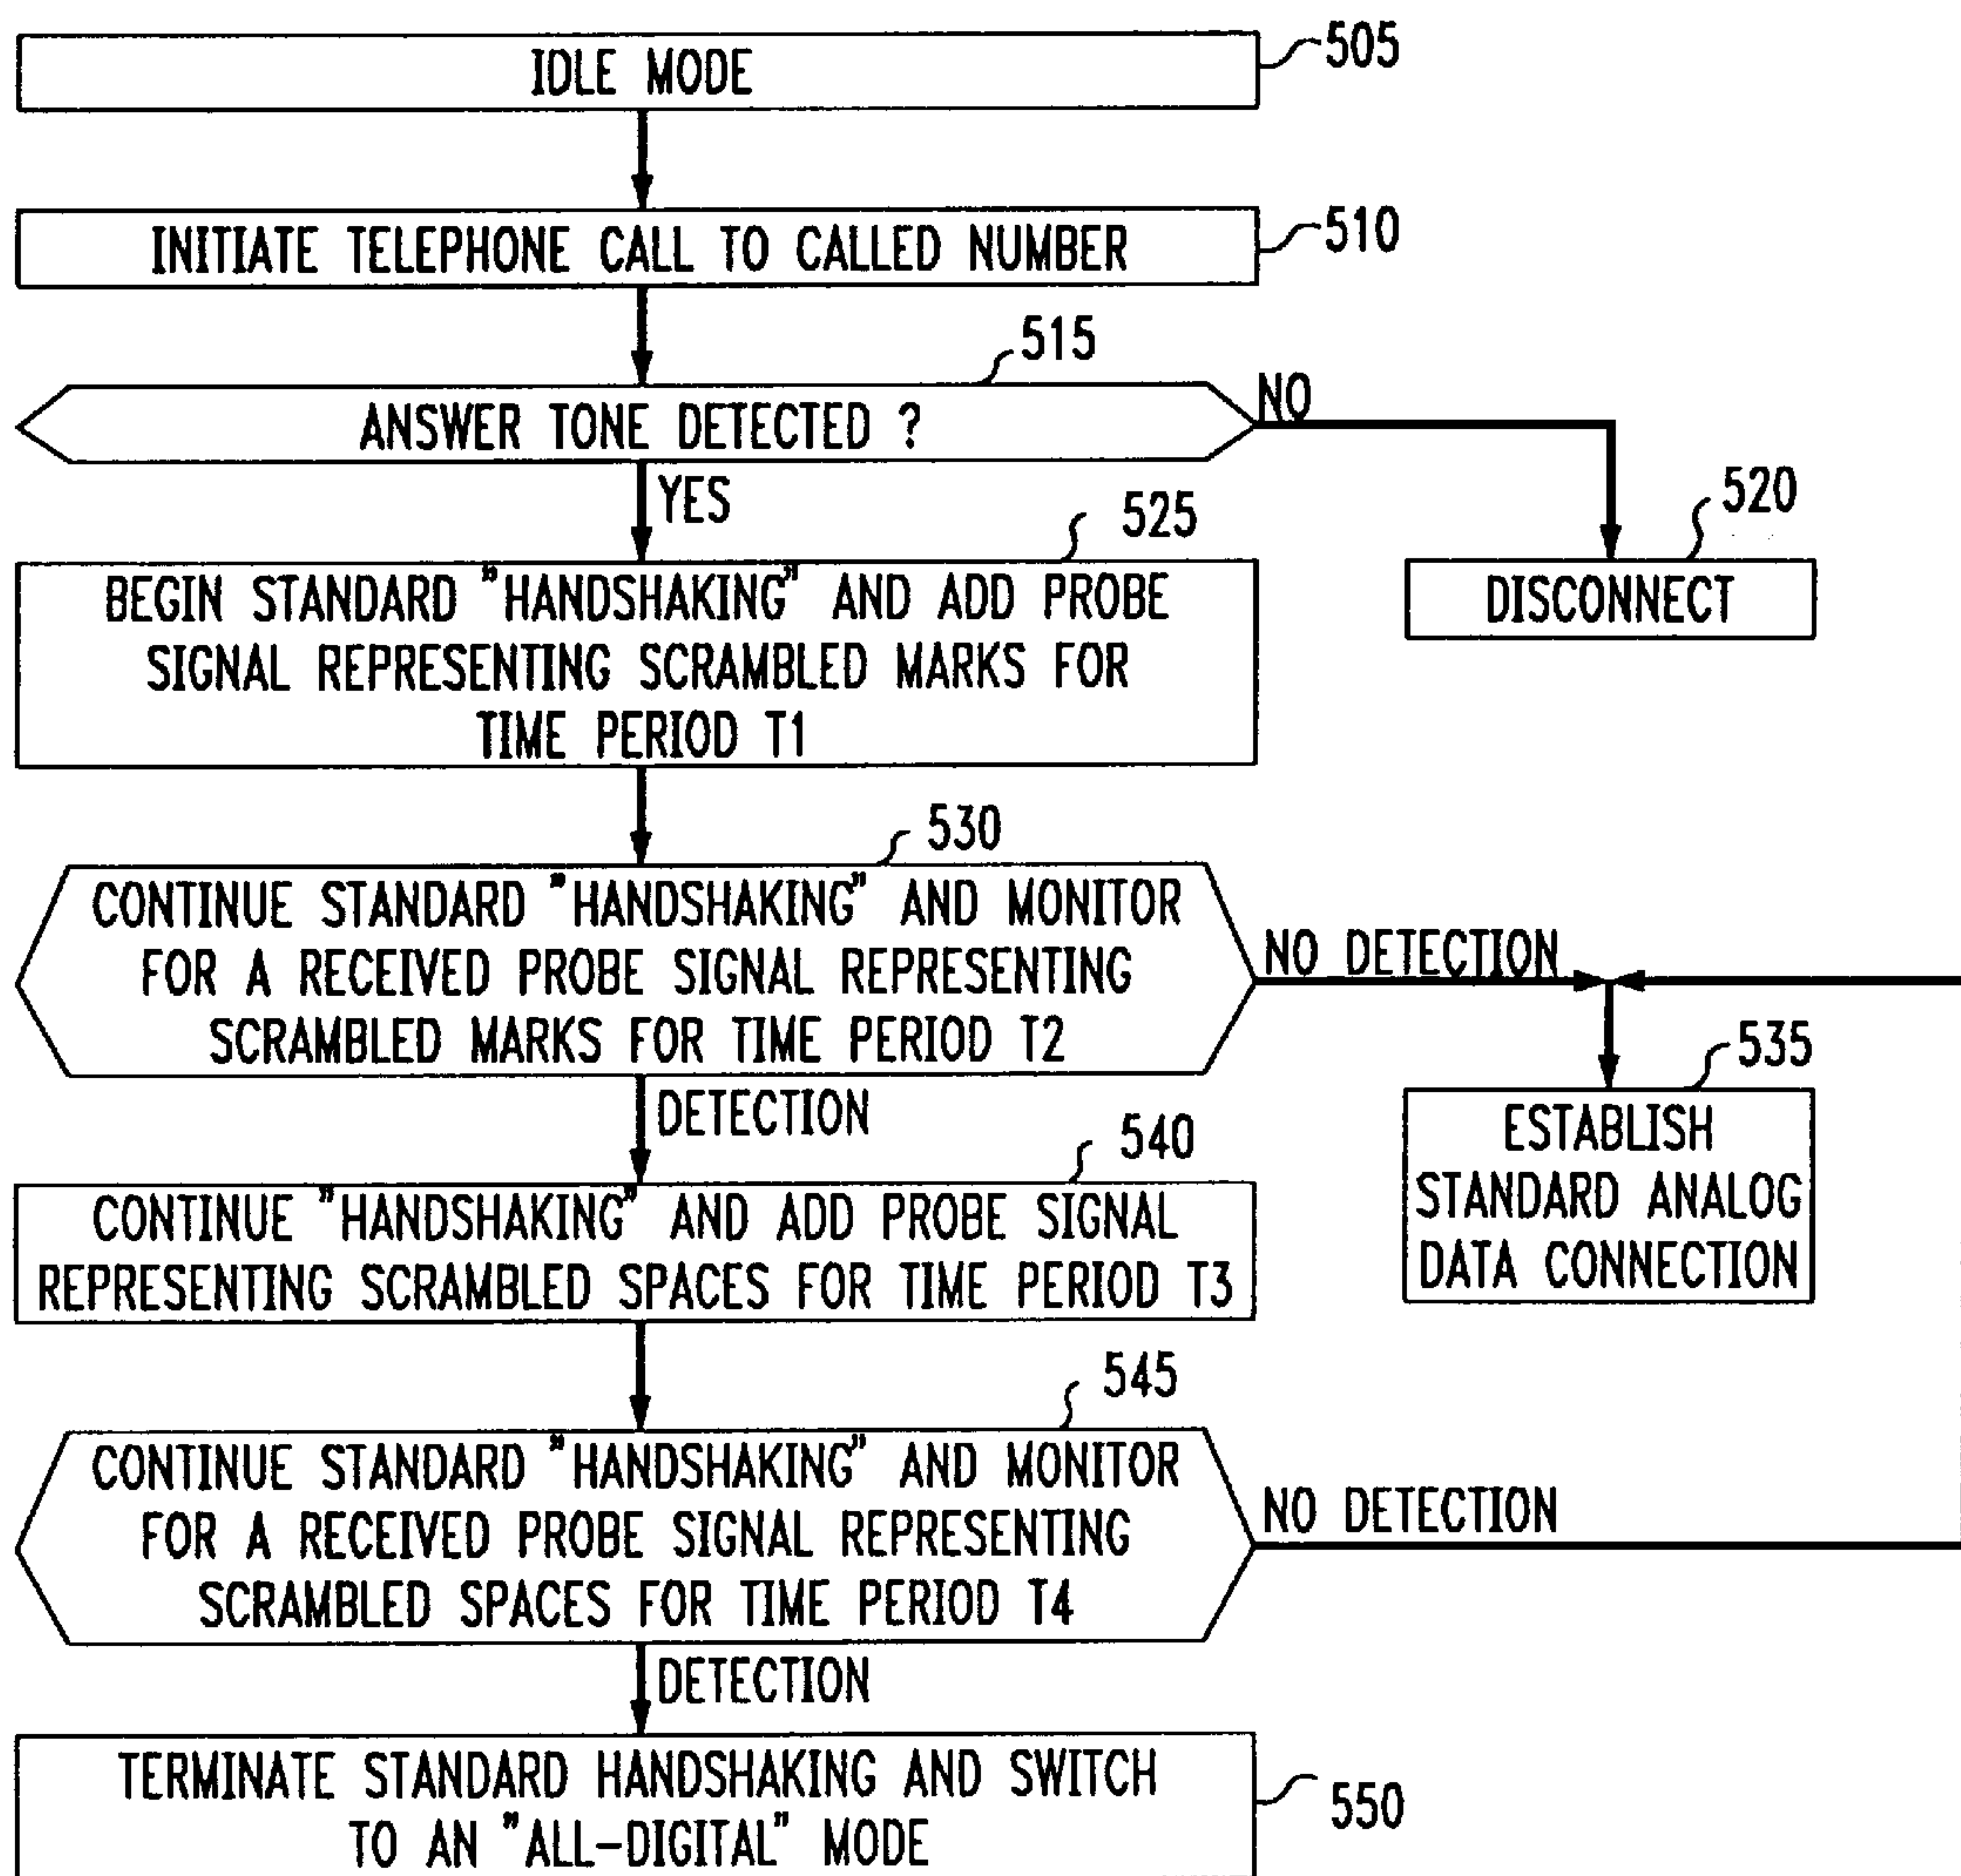 IDLE MODE
505
INITIATE TELEPHONE CALL TO CALLED NUMBER
510
515
ANSWER TONE DETECTED ?
NO
YES
525
520
BEGIN STANDARD "HANDSHAKING" AND ADD PROBE
SIGNAL REPRESENTING SCRAMBLED MARKS FOR
TIME PERIOD T1
DISCONNECT
530
CONTINUE STANDARD "HANDSHAKING" AND MONITOR
FOR A RECEIVED PROBE SIGNAL REPRESENTING
SCRAMBLED MARKS FOR TIME PERIOD T2
NO DETECTION
535
ESTABLISH
STANDARD ANALOG
DATA CONNECTION
DETECTION
540
CONTINUE "HANDSHAKING" AND ADD PROBE SIGNAL
REPRESENTING SCRAMBLED SPACES FOR TIME PERIOD T3
545
CONTINUE STANDARD "HANDSHAKING" AND MONITOR
FOR A RECEIVED PROBE SIGNAL REPRESENTING
SCRAMBLED SPACES FOR TIME PERIOD T4
NO DETECTION
DETECTION
TERMINATE STANDARD HANDSHAKING AND SWITCH
TO AN "ALL-DIGITAL" MODE
550